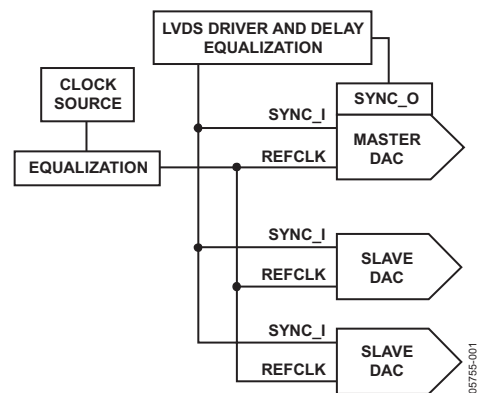 LVDS DRIVER AND DELAY
EQUALIZATION
CLOCK
SOURCE
SYNC_O
SYNC_I
MASTER
DAC
EQUALIZATION
REFCLK
SYNC_I
SLAVE
DAC
REFCLK
SYNC_I
SLAVE
DAC
REFCLK
05755-001